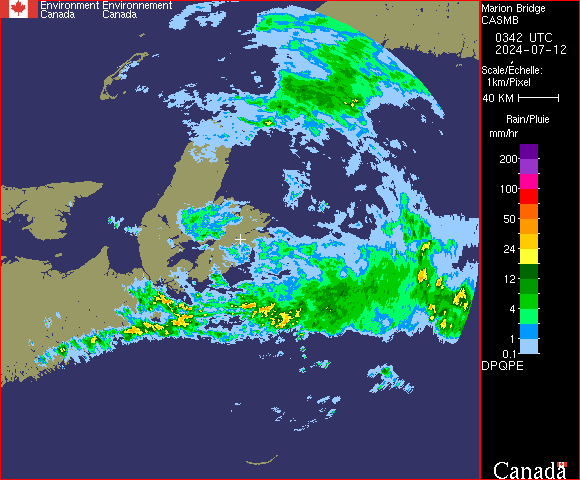 Environment Environnement
Canada Canada
Marion Bridge
CASMB
0342 UTC
2024-07-12
Scale/Echelle:
1km/Pixel
40 KM
Rain/Pluie
mm/hr
200
100
50
24
12
4
1
0.1
DPQPE
Canada